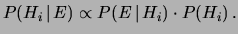 P(H_i | E) ∝ P(E | H_i) · P(H_i) .